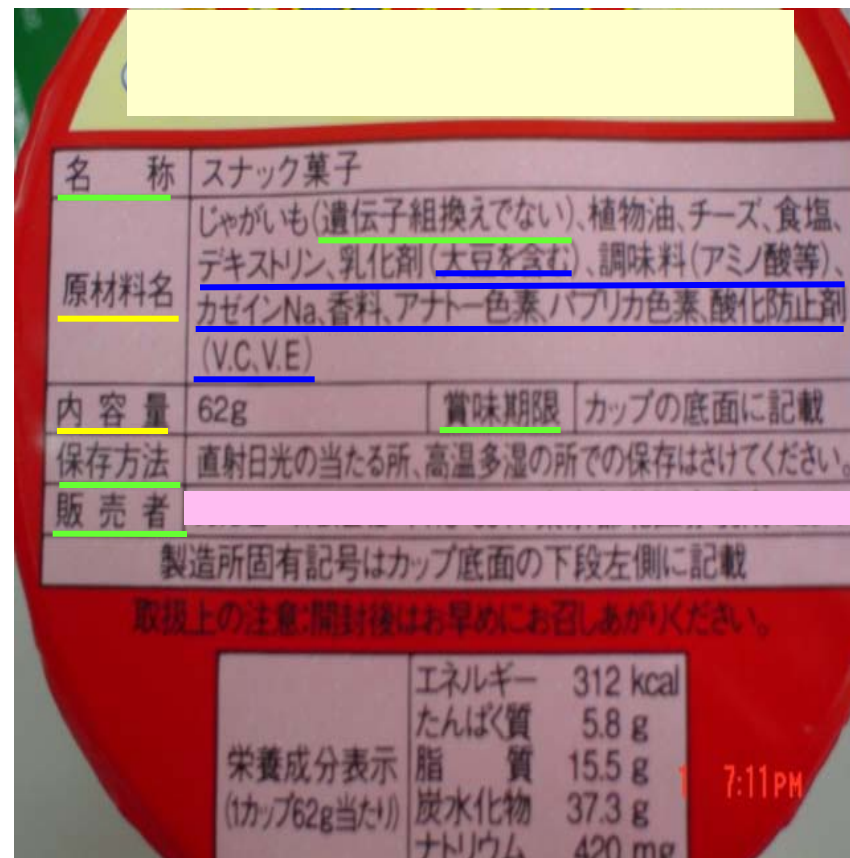 名称 スナック菓子
原材料名 じゃがいも(遺伝子組換えでない)、植物油、チーズ、食塩、
デキストリン、乳化剤(大豆を含む)、調味料(アミノ酸等)、
カゼインNa、香料、アナトー色素、パプリカ色素、酸化防止剤
(V.C、V.E)
内容量 62g 賞味期限 カップの底面に記載
保存方法 直射日光の当たる所、高温多湿の所での保存はさけてください。
販売者
製造所固有記号はカップ底面の下段左側に記載
取扱上の注意:開封後はお早めにお召しあがりください。
栄養成分表示
(1カップ62g当たり)
エネルギー 312 kcal
たんぱく質 5.8 g
脂質 15.5 g
炭水化物 37.3 g
ナトリウム 420 mg
1 7:11PM